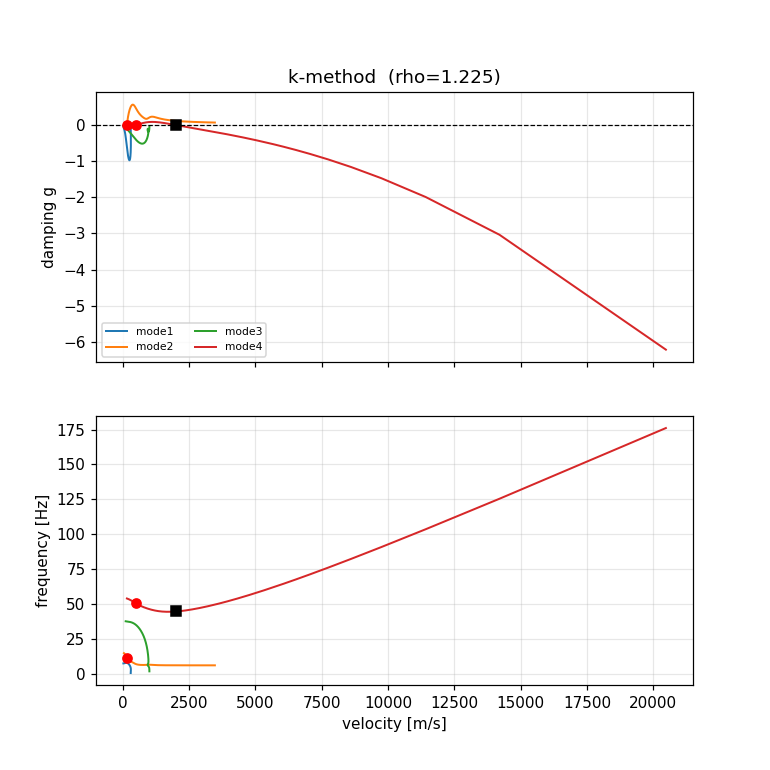 k-method  (rho=1.225)
damping g
0
−1
−2
−3
−4
−5
−6
mode1
mode2
mode3
mode4
frequency [Hz]
175
150
125
100
75
50
25
0
0 2500 5000 7500 10000 12500 15000 17500 20000
velocity [m/s]